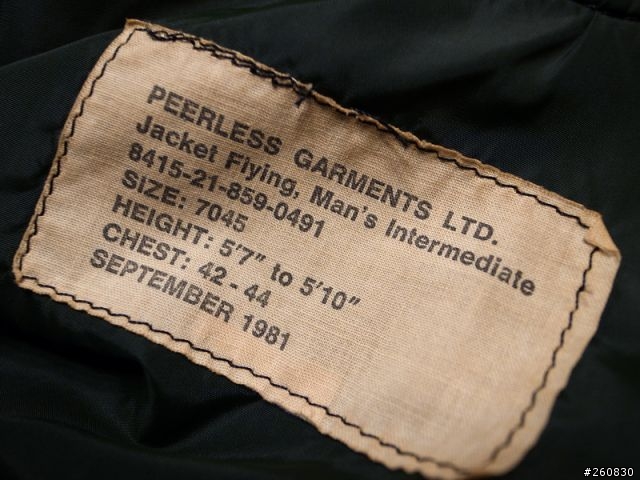 PEERLESS GARMENTS LTD.
Jacket Flying, Man's Intermediate
8415-21-859-0491
SIZE: 7045
HEIGHT: 5'7" to 5'10"
CHEST: 42 - 44
SEPTEMBER 1981
#260830